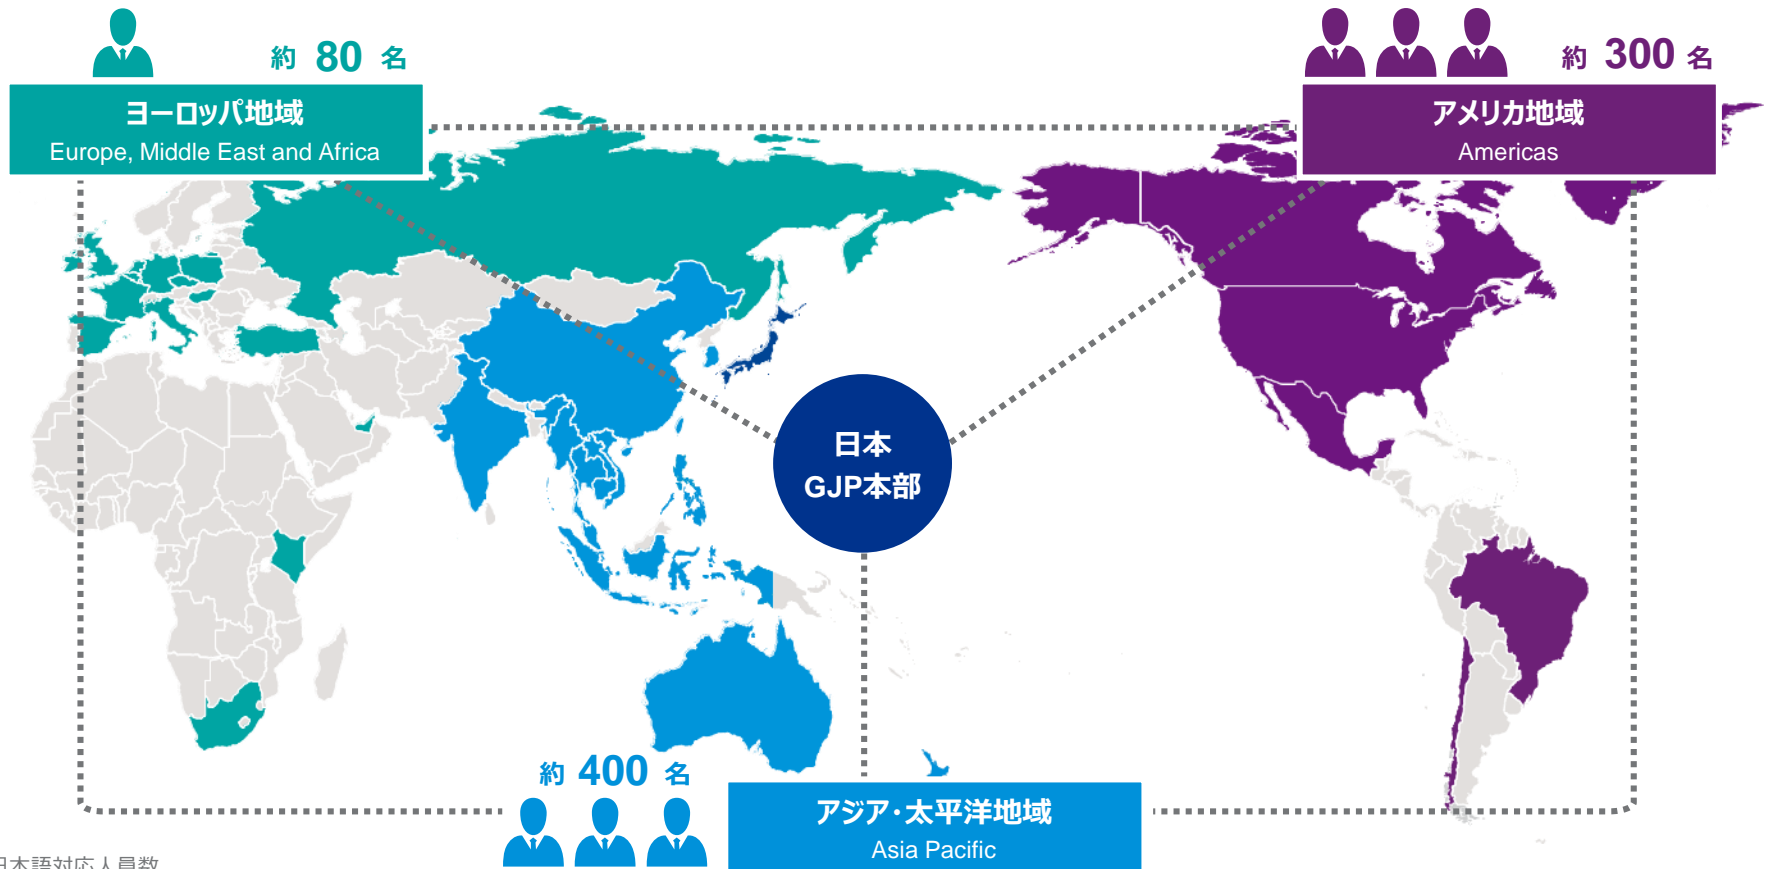 約 80 名
ヨーロッパ地域
Europe, Middle East and Africa
約 300 名
アメリカ地域
Americas
日本
GJP本部
約 400 名
アジア・太平洋地域
Asia Pacific
日本語対応人員数